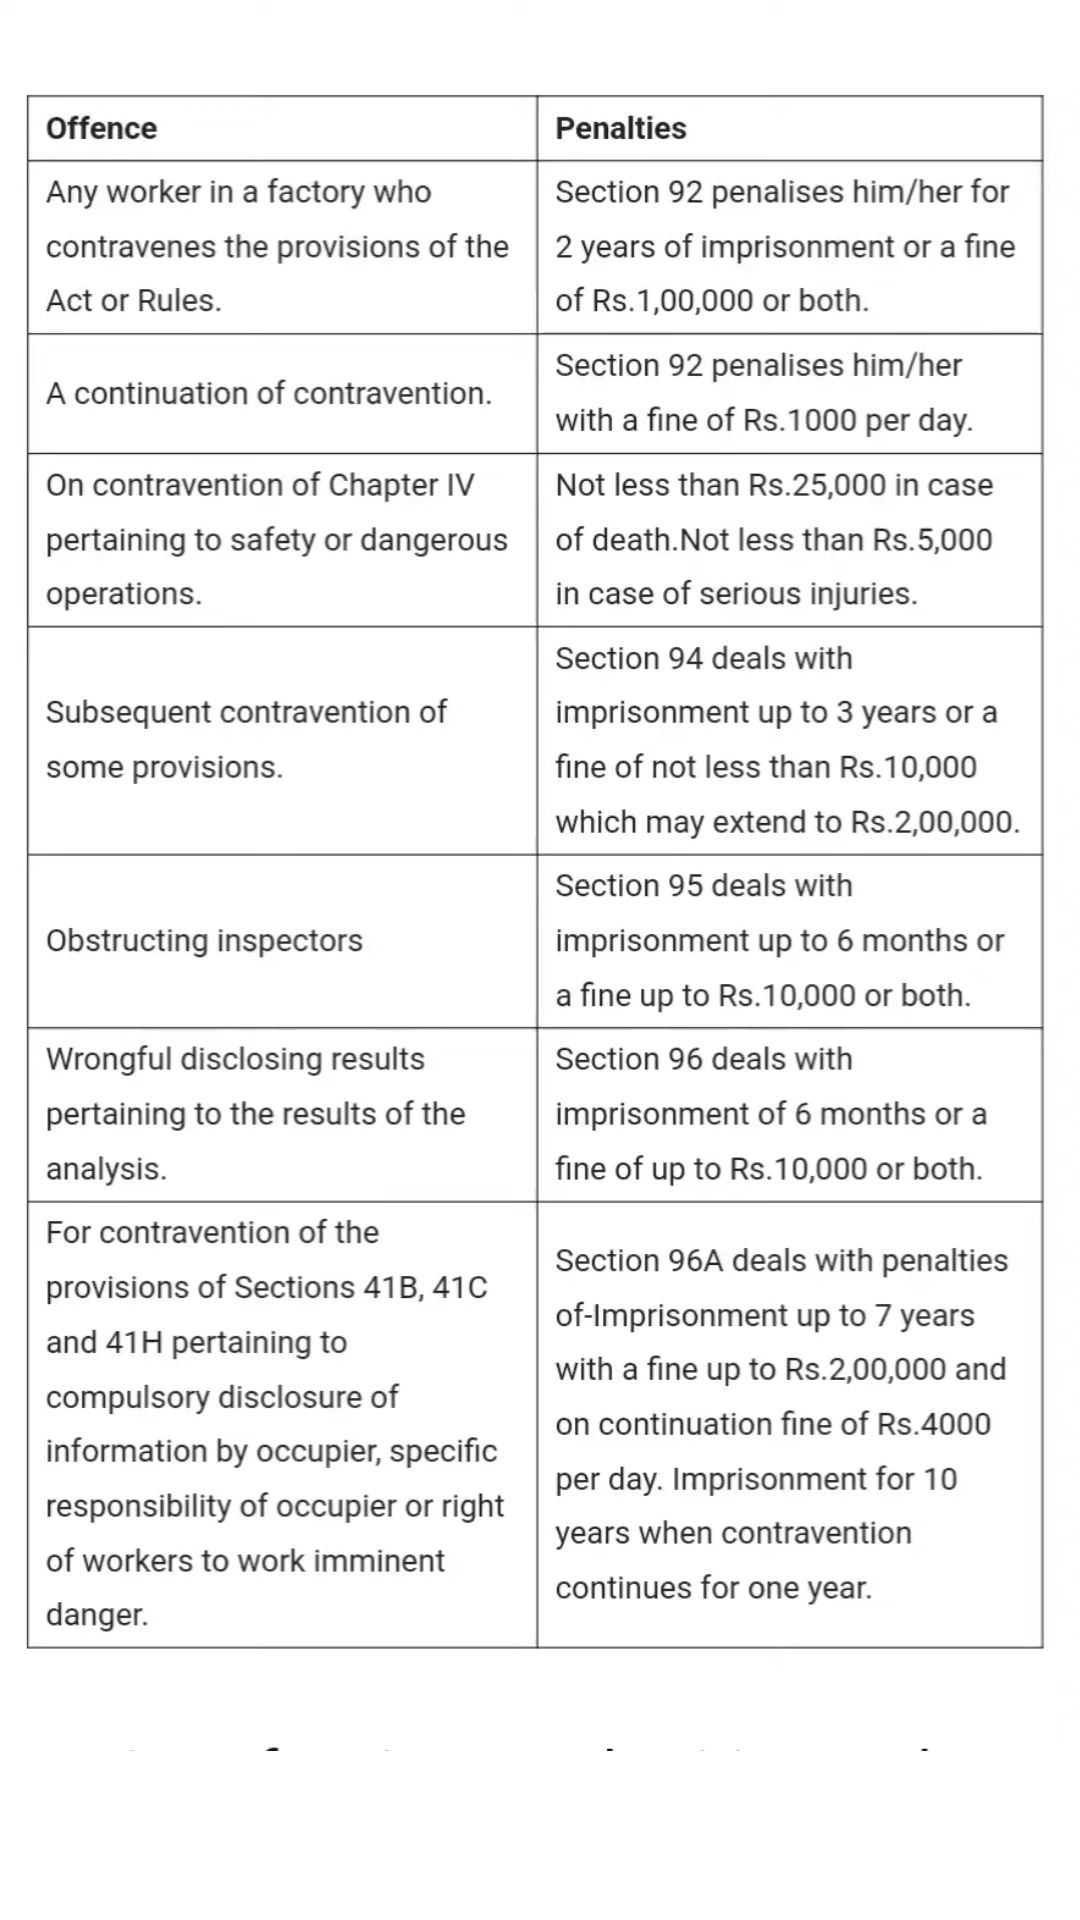 Offence
Penalties
Any worker in a factory who
contravenes the provisions of the
Act or Rules.
Section 92 penalises him/her for
2 years of imprisonment or a fine
of Rs.1,00,000 or both.
A continuation of contravention.
Section 92 penalises him/her
with a fine of Rs.1000 per day.
On contravention of Chapter IV
pertaining to safety or dangerous
operations.
Not less than Rs.25,000 in case
of death.Not less than Rs.5,000
in case of serious injuries.
Subsequent contravention of
some provisions.
Section 94 deals with
imprisonment up to 3 years or a
fine of not less than Rs.10,000
which may extend to Rs.2,00,000.
Obstructing inspectors
Section 95 deals with
imprisonment up to 6 months or
a fine up to Rs.10,000 or both.
Wrongful disclosing results
pertaining to the results of the
analysis.
Section 96 deals with
imprisonment of 6 months or a
fine of up to Rs.10,000 or both.
For contravention of the
provisions of Sections 41B, 41C
and 41H pertaining to
compulsory disclosure of
information by occupier, specific
responsibility of occupier or right
of workers to work imminent
danger.
Section 96A deals with penalties
of-Imprisonment up to 7 years
with a fine up to Rs.2,00,000 and
on continuation fine of Rs.4000
per day. Imprisonment for 10
years when contravention
continues for one year.